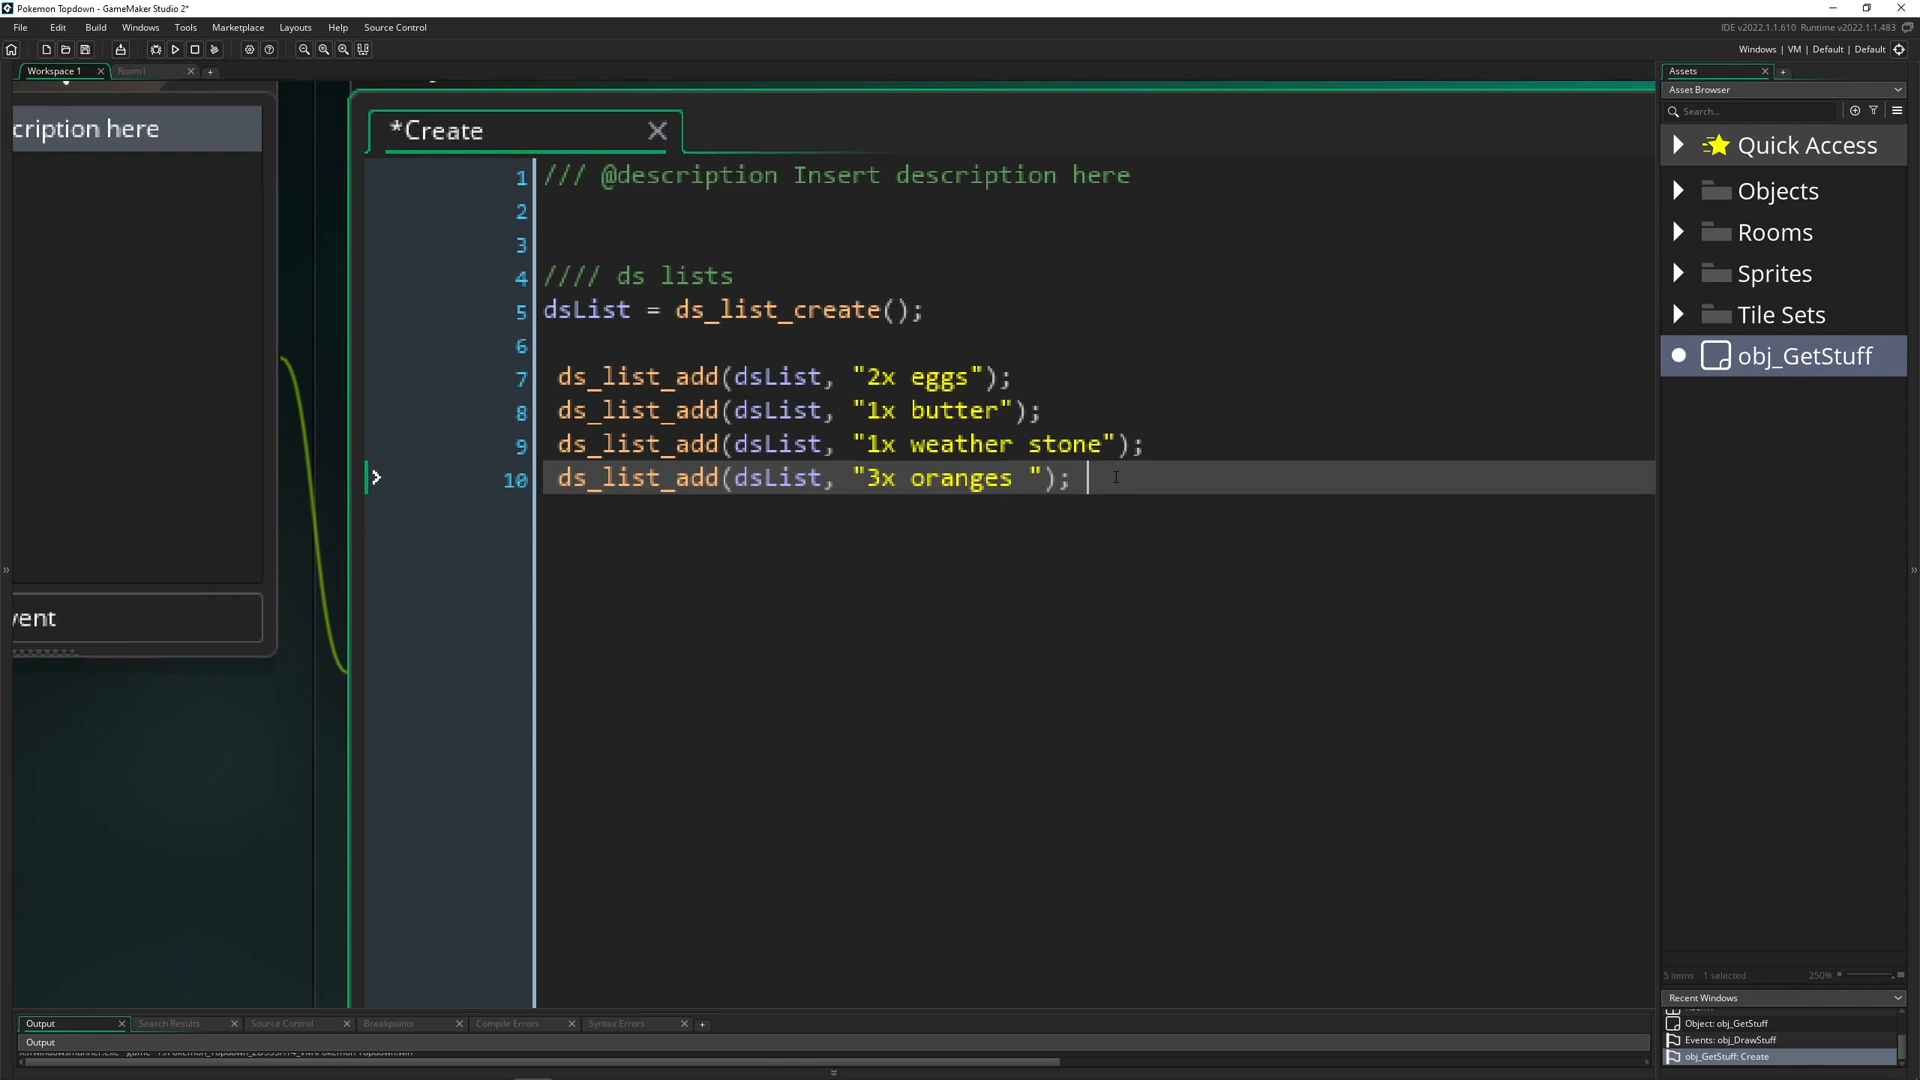 Pokemon Topdown - GameMaker Studio 2*
File Edit Build Windows Tools Marketplace Layouts Help Source Control
IDE v2022.1.1.610 Runtime v2022.1.1.483
Windows | VM | Default | Default
Workspace 1
Room1
Assets
Asset Browser
Search...
Quick Access
Objects
Rooms
Sprites
Tile Sets
obj_GetStuff
cription here
vent
*Create
1 /// @description Insert description here
2
3
4 //// ds lists
5 dsList = ds_list_create();
6
7 ds_list_add(dsList, "2x eggs");
8 ds_list_add(dsList, "1x butter");
9 ds_list_add(dsList, "1x weather stone");
10 ds_list_add(dsList, "3x oranges ");
5 items 1 selected 250%
Recent Windows
Object: obj_GetStuff
Events: obj_DrawStuff
obj_GetStuff: Create
Output Search Results Source Control Breakpoints Compile Errors Syntax Errors
Output